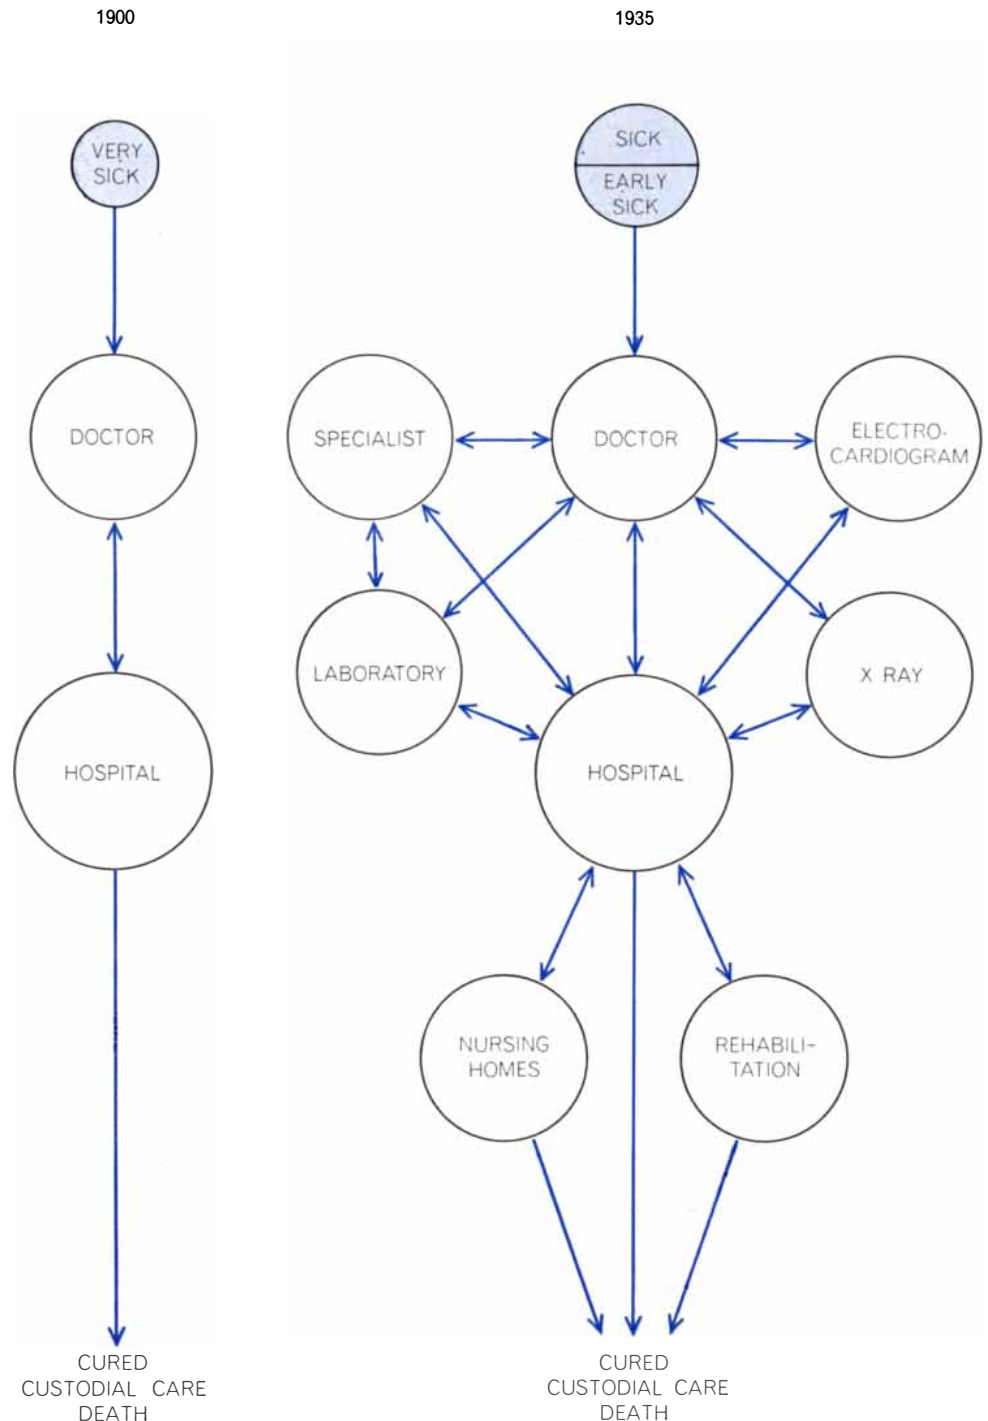 1900
VERY
SICK
DOCTOR
HOSPITAL
CURED
CUSTODIAL CARE
DEATH
1935
SICK
EARLY
SICK
SPECIALIST
DOCTOR
ELECTRO-
CARDIOGRAM
LABORATORY
X RAY
HOSPITAL
NURSING
HOMES
REHABILI-
TATION
CURED
CUSTODIAL CARE
DEATH